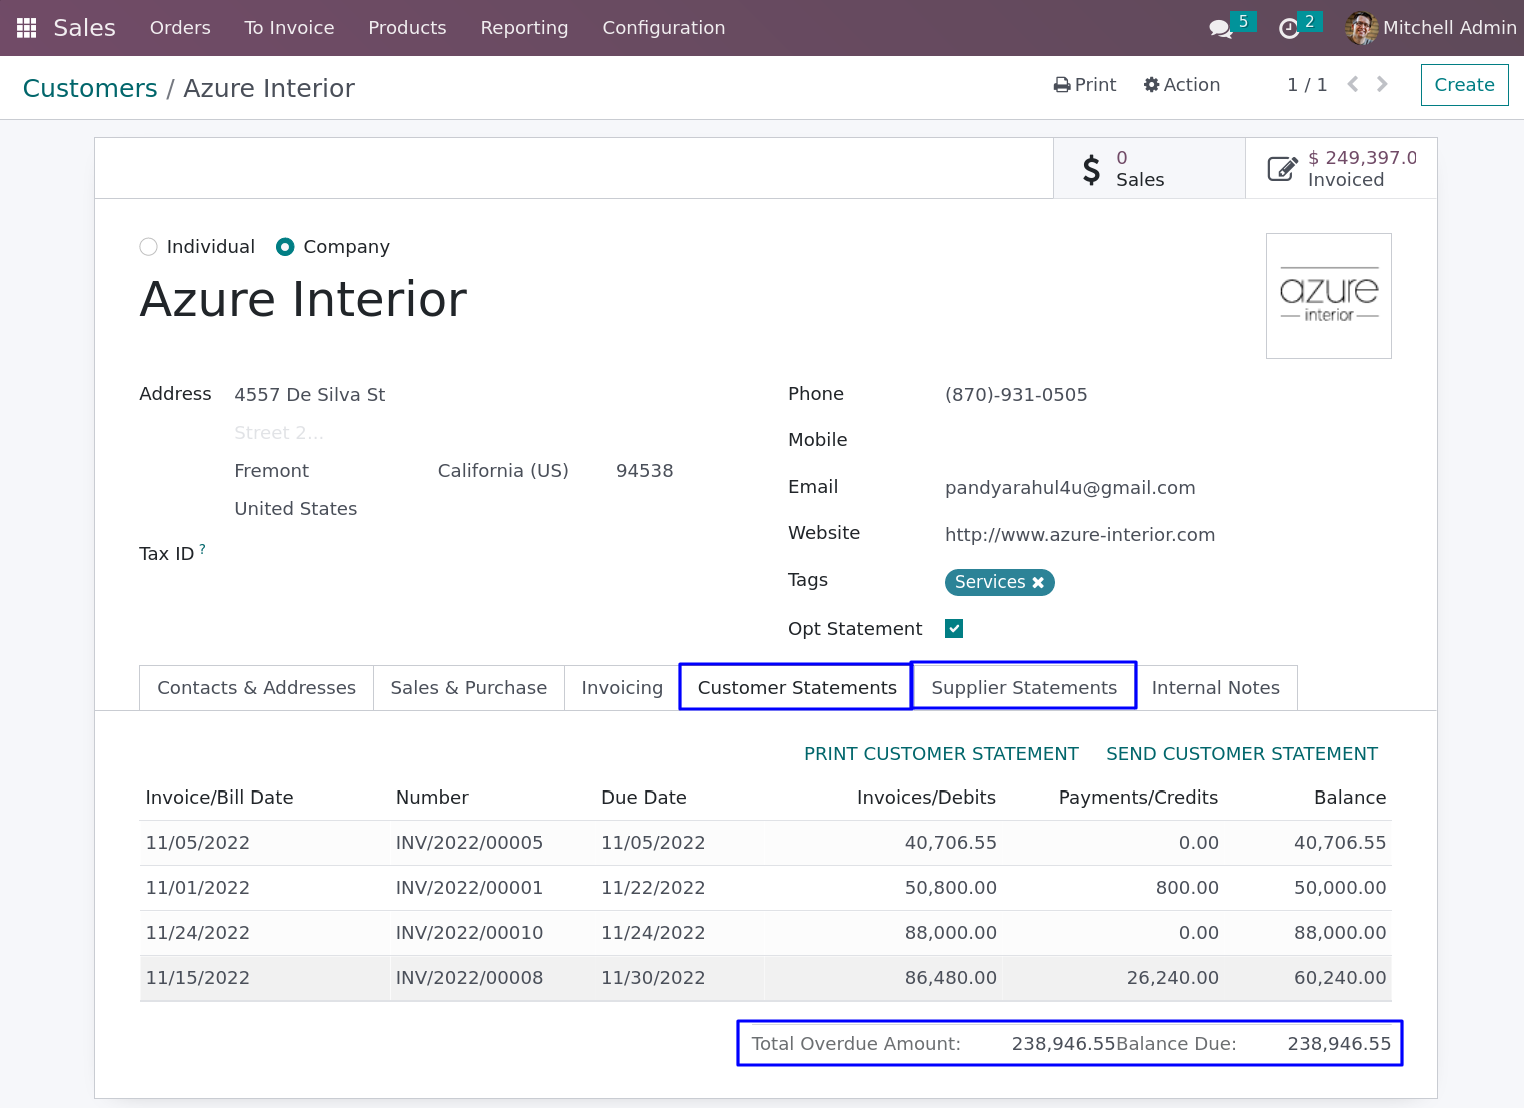 Sales Orders To Invoice Products Reporting Configuration 5 2 Mitchell Admin
Customers / Azure Interior Print Action 1 / 1 Create
0
Sales
$ 249,397.0
Invoiced
Individual Company
Azure Interior
azure
interior
Address 4557 De Silva St
Street 2...
Fremont California (US) 94538
United States
Tax ID ?
Phone (870)-931-0505
Mobile
Email pandyarahul4u@gmail.com
Website http://www.azure-interior.com
Tags Services
Opt Statement
Contacts & Addresses Sales & Purchase Invoicing Customer Statements Supplier Statements Internal Notes
PRINT CUSTOMER STATEMENT SEND CUSTOMER STATEMENT
Invoice/Bill Date Number Due Date Invoices/Debits Payments/Credits Balance
11/05/2022 INV/2022/00005 11/05/2022 40,706.55 0.00 40,706.55
11/01/2022 INV/2022/00001 11/22/2022 50,800.00 800.00 50,000.00
11/24/2022 INV/2022/00010 11/24/2022 88,000.00 0.00 88,000.00
11/15/2022 INV/2022/00008 11/30/2022 86,480.00 26,240.00 60,240.00
Total Overdue Amount: 238,946.55 Balance Due: 238,946.55